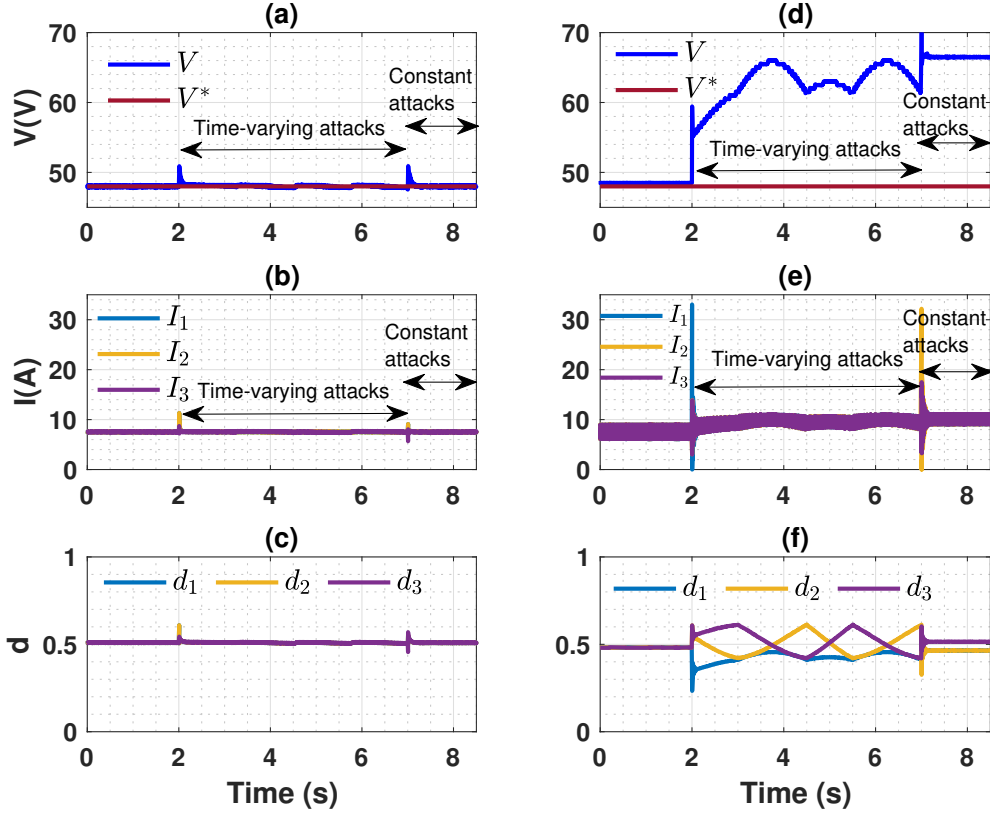 (a)
70
60
50
V(V)
V
V*
Constant
attacks
Time-varying attacks
0 2 4 6 8
(d)
70
60
50
V
V*
Constant
attacks
Time-varying attacks
0 2 4 6 8
(b)
30
20
10
0
I(A)
I1
I2
I3
Constant
attacks
Time-varying attacks
0 2 4 6 8
(e)
30
20
10
0
I1
I2
I3
Constant
attacks
Time-varying attacks
0 2 4 6 8
(c)
1
0.5
0
d
d1 d2 d3
0 2 4 6 8
Time (s)
(f)
1
0.5
0
d1 d2 d3
0 2 4 6 8
Time (s)